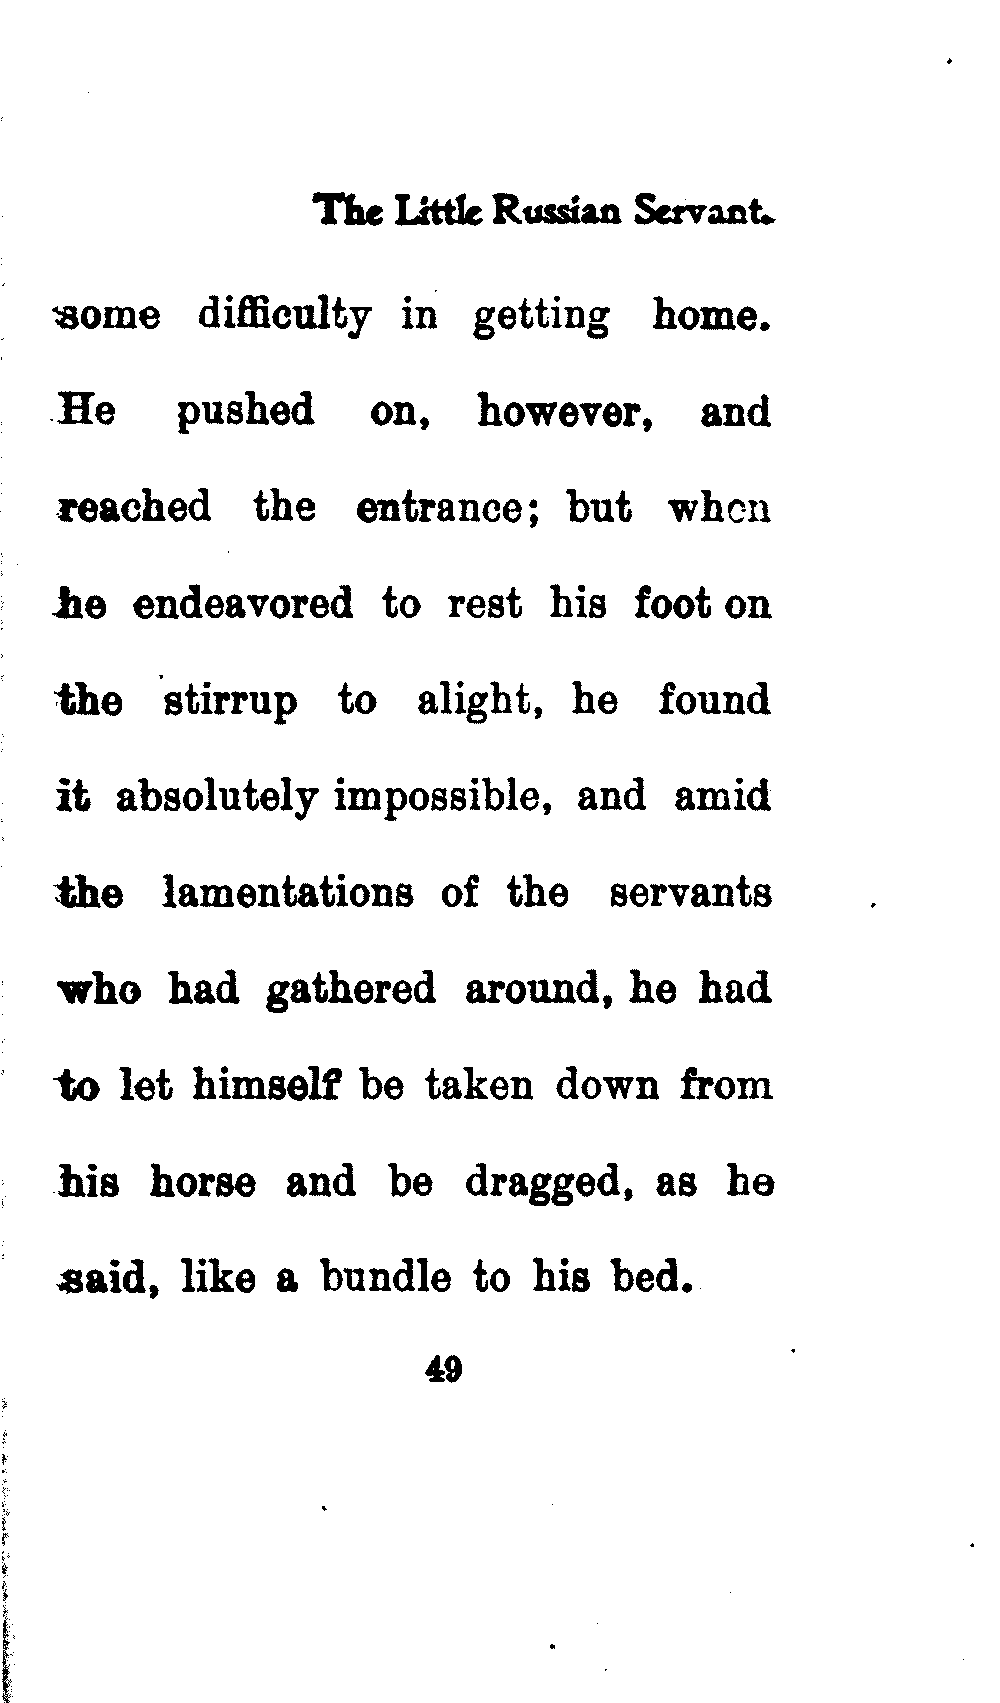 The Little Russian Servant.
some difficulty in getting home.
He pushed on, however, and
reached the entrance; but when
he endeavored to rest his foot on
the stirrup to alight, he found
it absolutely impossible, and amid
the lamentations of the servants
who had gathered around, he had
to let himself be taken down from
his horse and be dragged, as he
said, like a bundle to his bed.
49